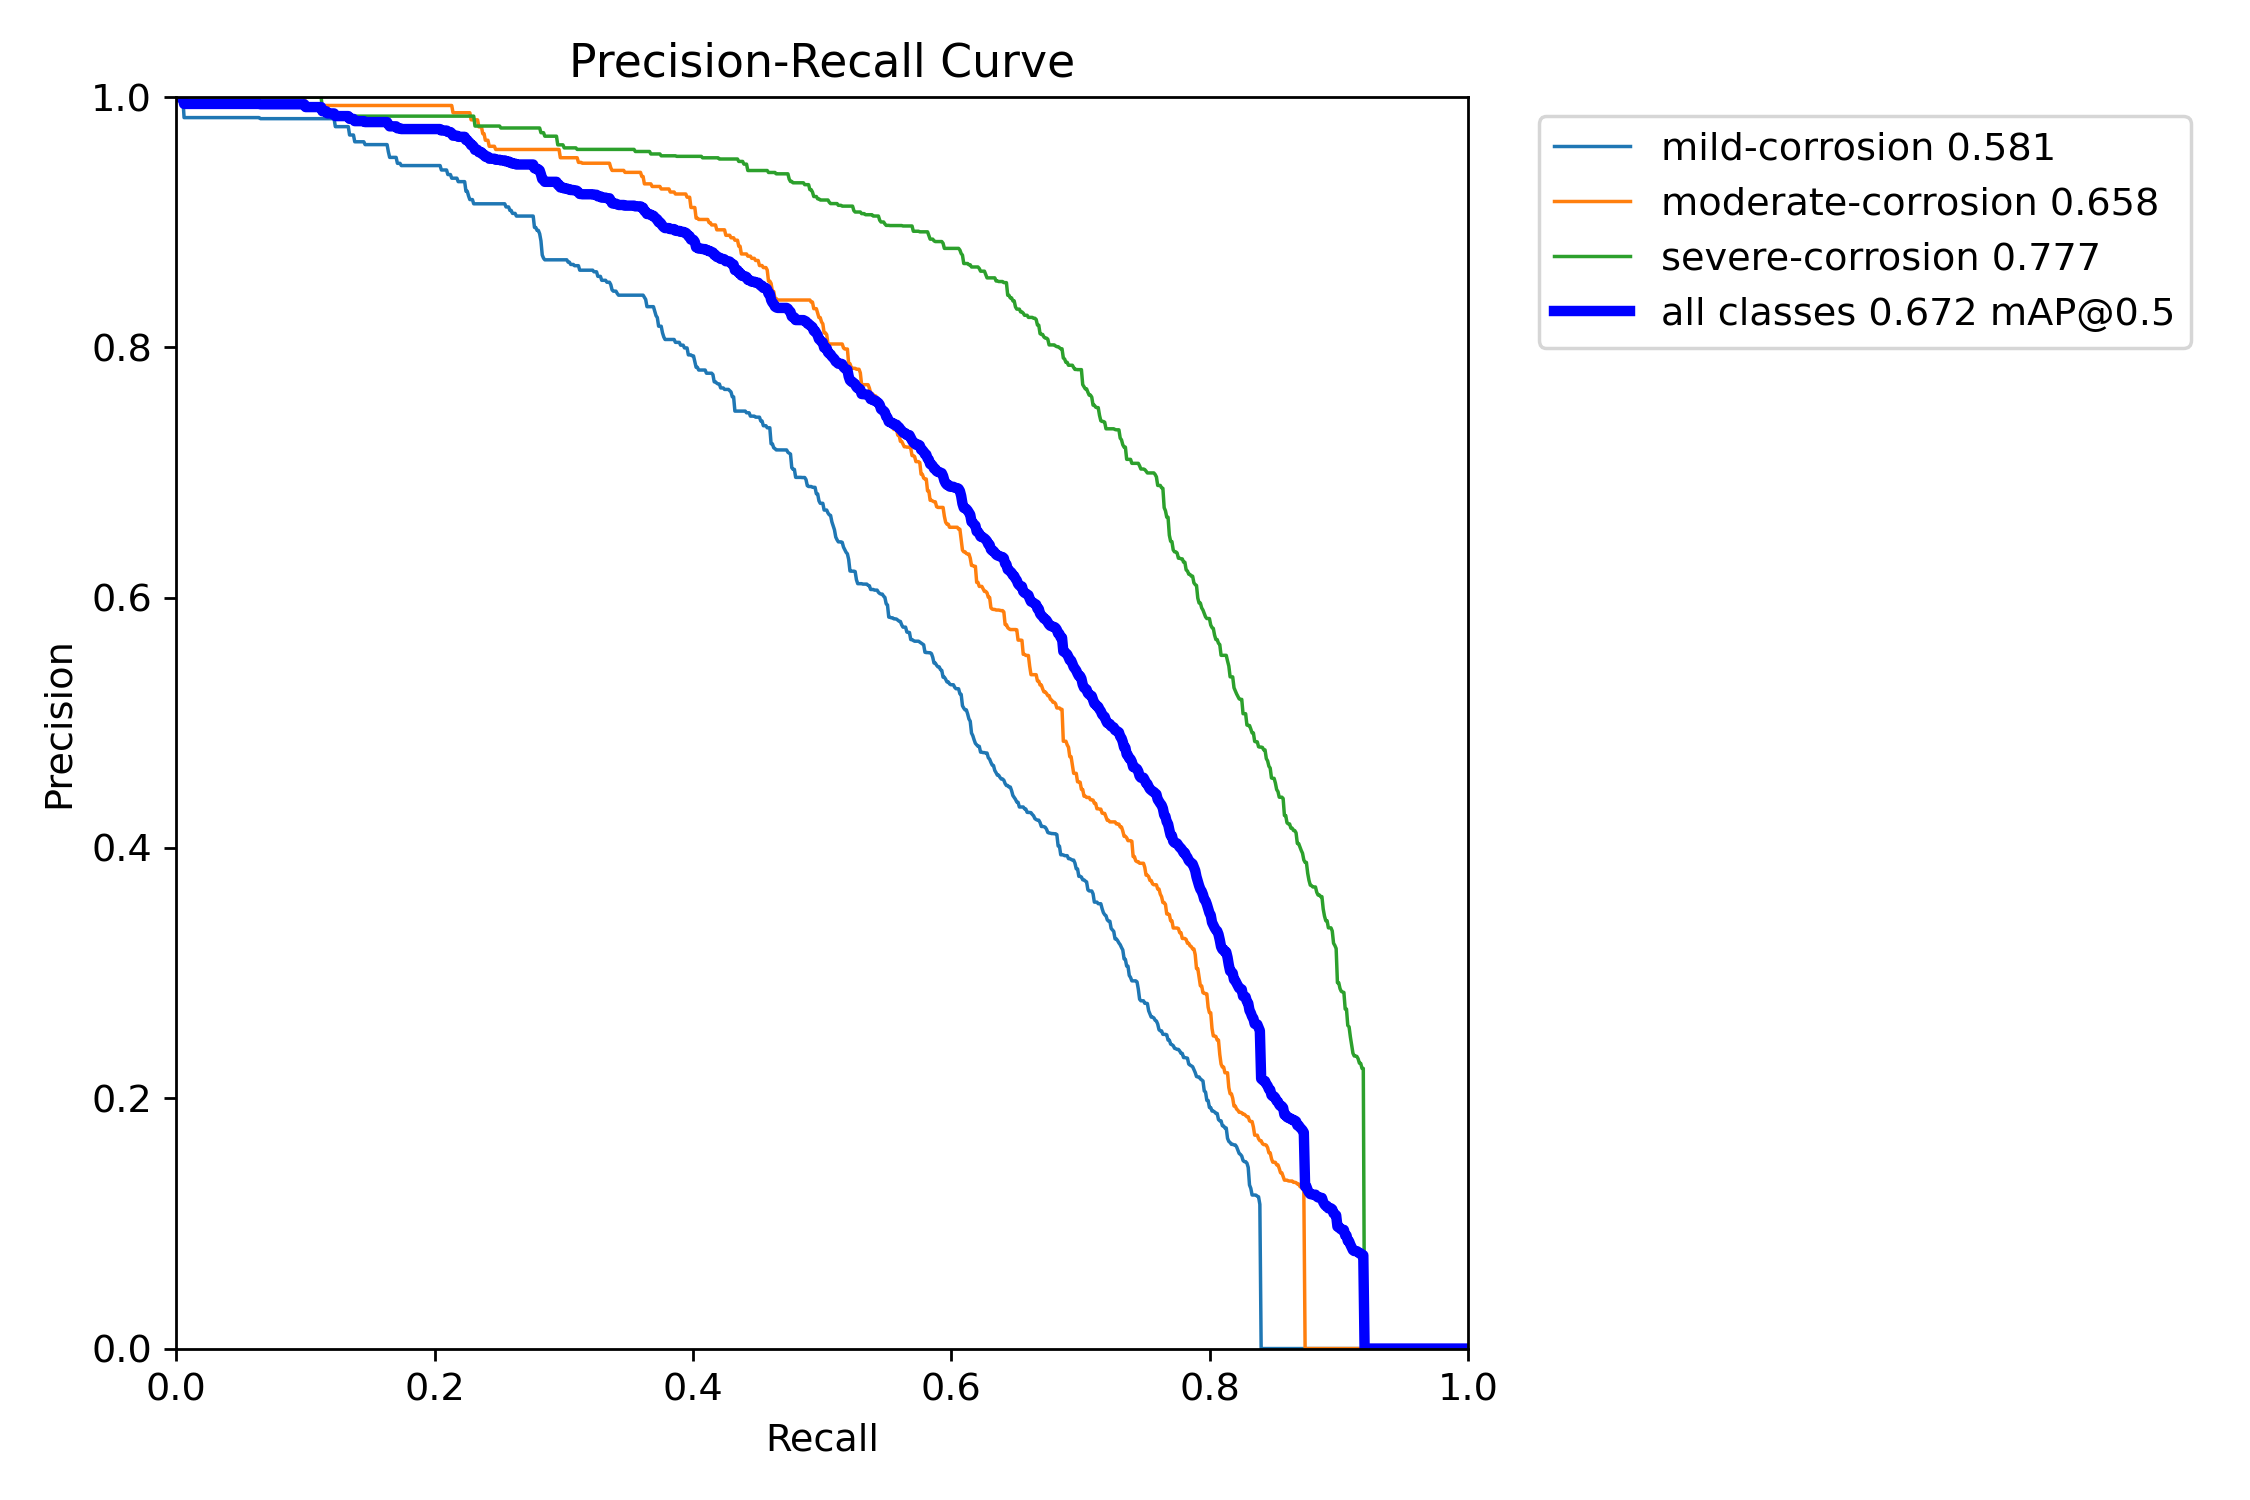 Precision-Recall Curve
mild-corrosion 0.581
moderate-corrosion 0.658
severe-corrosion 0.777
all classes 0.672 mAP@0.5
Precision
1.0
0.8
0.6
0.4
0.2
0.0
0.0 0.2 0.4 0.6 0.8 1.0
Recall